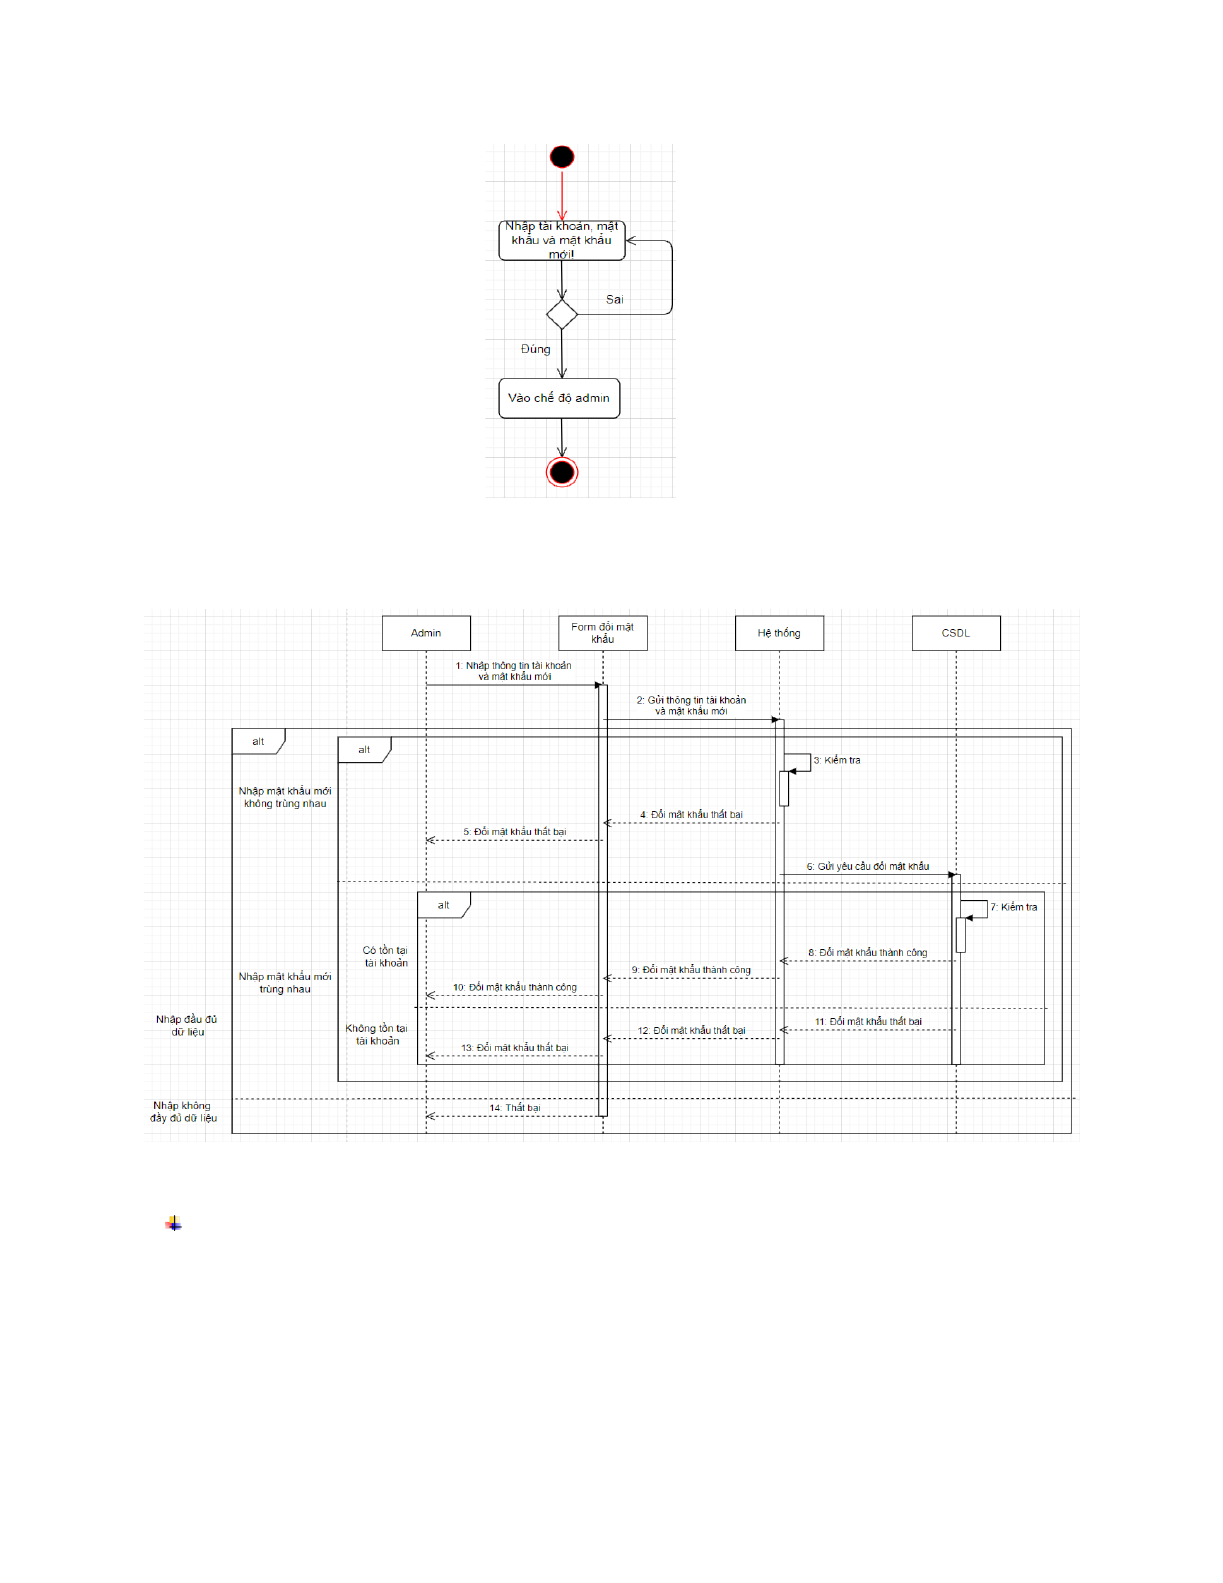 Nhập tài khoản, mật
khẩu và mật khẩu
mới!
Sai
Đúng
Vào chế độ admin
Admin
Form đổi mật
khẩu
Hệ thống
CSDL
1: Nhập thông tin tài khoản
và mật khẩu mới
2: Gửi thông tin tài khoản
và mật khẩu mới
alt
alt
3: Kiểm tra
Nhập mật khẩu mới
không trùng nhau
4: Đổi mật khẩu thất bại
5: Đổi mật khẩu thất bại
6: Gửi yêu cầu đổi mật khẩu
alt
7: Kiểm tra
Có tồn tại
tài khoản
8: Đổi mật khẩu thành công
9: Đổi mật khẩu thành công
Nhập mật khẩu mới
trùng nhau
10: Đổi mật khẩu thành công
Nhập đầu đủ
dữ liệu
Không tồn tại
tài khoản
11: Đổi mật khẩu thất bại
12: Đổi mật khẩu thất bại
13: Đổi mật khẩu thất bại
Nhập không
đầy đủ dữ liệu
14: Thất bại